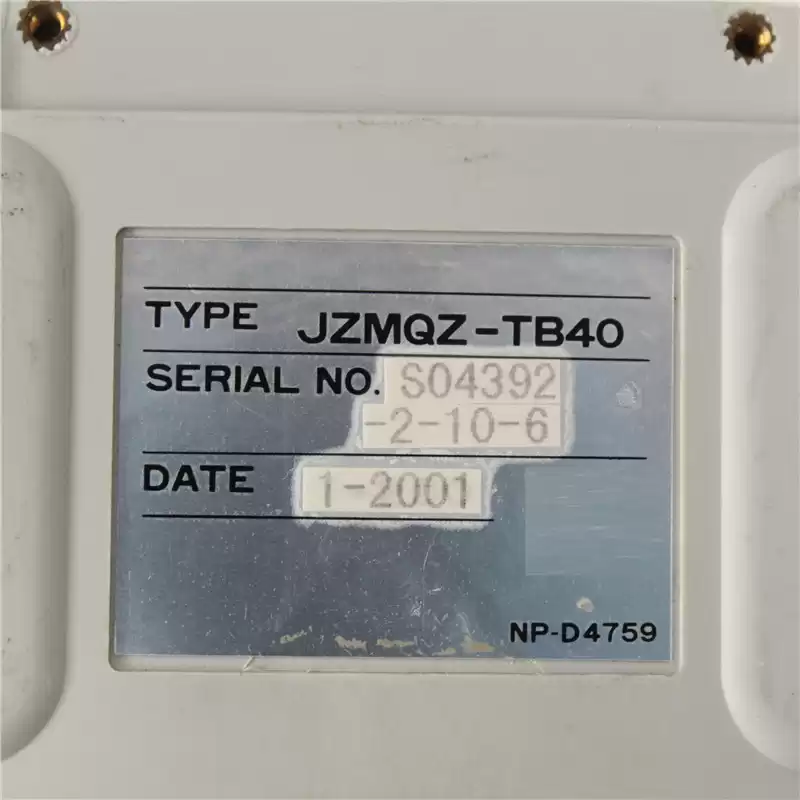 TYPE JZMQZ-TB40
SERIAL NO. S04392
-2-10-6
DATE 1-2001
NP-D4759